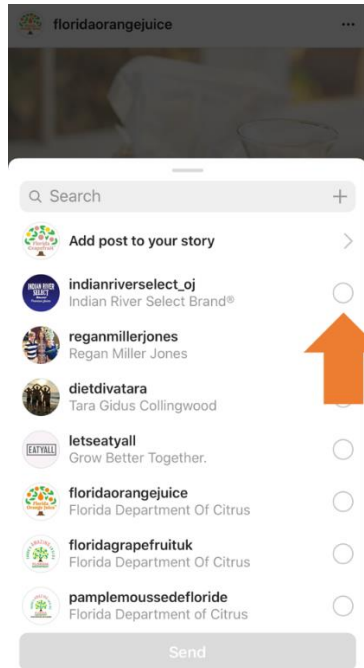 floridaorangejuice
Search
Add post to your story
indianriverselect_oj
Indian River Select Brand®
reganmillerjones
Regan Miller Jones
dietdivatara
Tara Gidus Collingwood
EATYALL
letseatyall
Grow Better Together.
floridaorangejuice
Florida Department Of Citrus
floridagrapefruituk
Florida Department Of Citrus
pamplemoussedefloride
Florida Department of Citrus
Send